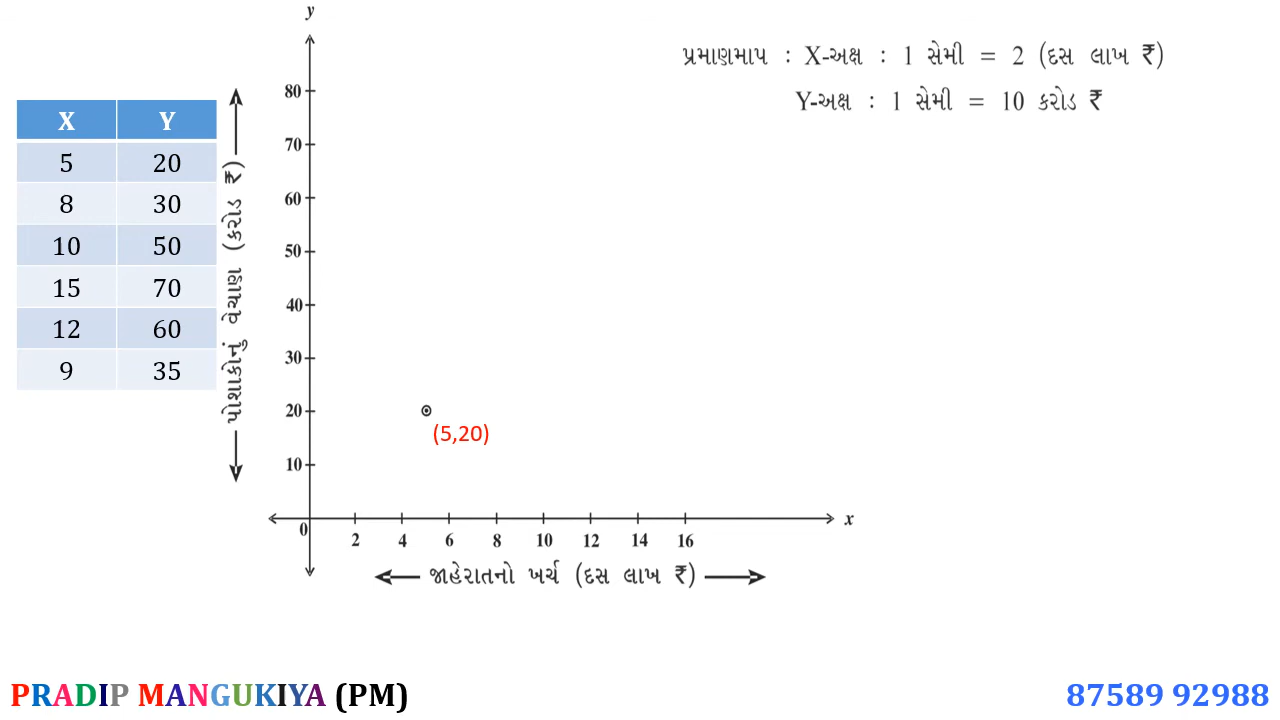 y
પ્રમાણમાપ : X-અક્ષ : 1 સેમી = 2 (દસ લાખ ₹)
Y-અક્ષ : 1 સેમી = 10 કરોડ ₹
X Y
5 20
8 30
10 50
15 70
12 60
9 35
પોશાકોનું વેચાણ (કરોડ ₹)
80
70
60
50
40
30
20
10
(5,20)
0 2 4 6 8 10 12 14 16
x
જાહેરાતનો ખર્ચ (દસ લાખ ₹)
PRADIP MANGUKIYA (PM)
87589 92988